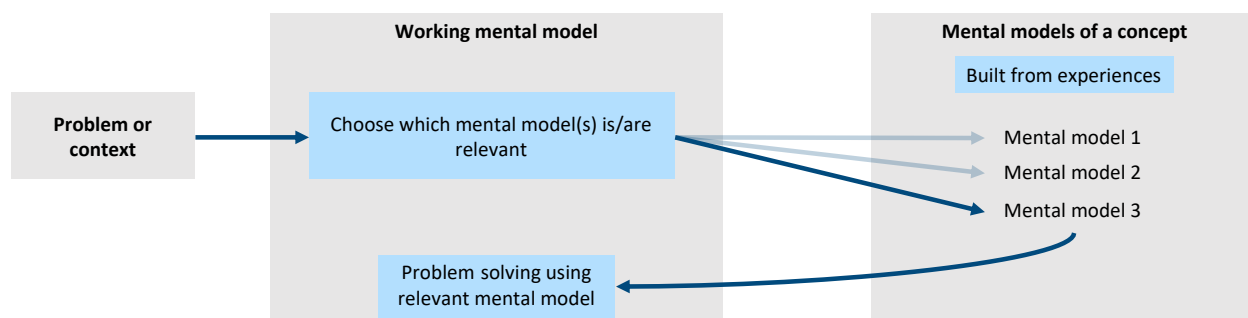 Working mental model
Mental models of a concept
Built from experiences
Problem or
context
Choose which mental model(s) is/are
relevant
Mental model 1
Mental model 2
Mental model 3
Problem solving using
relevant mental model